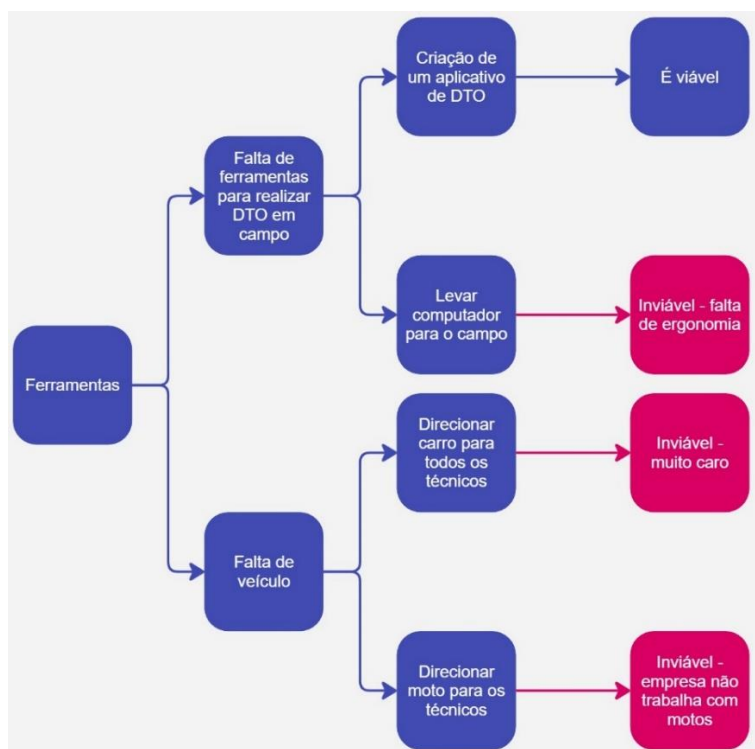 Criação de
um aplicativo
de DTO
É viável
Falta de
ferramentas
para realizar
DTO em
campo
Levar
computador
para o campo
Inviável - falta
de ergonomia
Ferramentas
Direcionar
carro para
todos os
técnicos
Inviável -
muito caro
Falta de
veículo
Direcionar
moto para os
técnicos
Inviável -
empresa não
trabalha com
motos